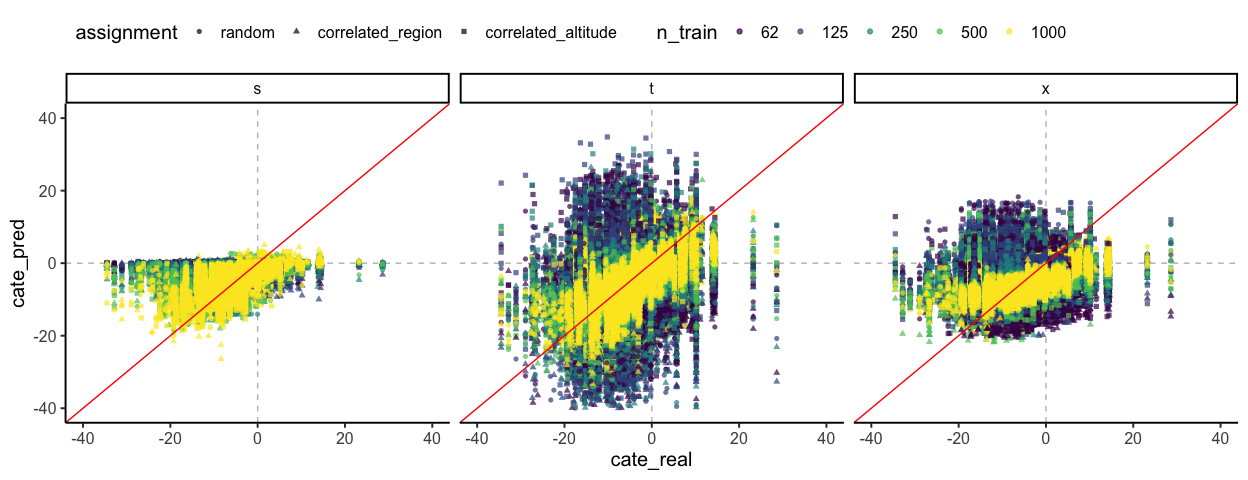 assignment random correlated_region correlated_altitude n_train 62 125 250 500 1000
s t x
40
20
0
-20
-40
cate_pred
-40 -20 0 20 40 -40 -20 0 20 40 -40 -20 0 20 40
cate_real